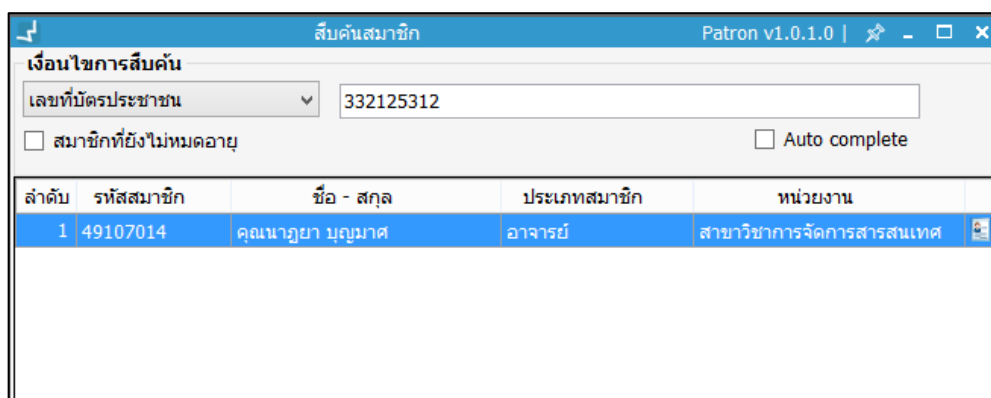 สืบค้นสมาชิก Patron v1.0.1.0 |
เงื่อนไขการสืบค้น
เลขที่บัตรประชาชน 332125312
สมาชิกที่ยังไม่หมดอายุ Auto complete
ลำดับ รหัสสมาชิก ชื่อ - สกุล ประเภทสมาชิก หน่วยงาน
1 49107014 คุณนาฎยา บุญมาศ อาจารย์ สาขาวิชาการจัดการสารสนเทศ